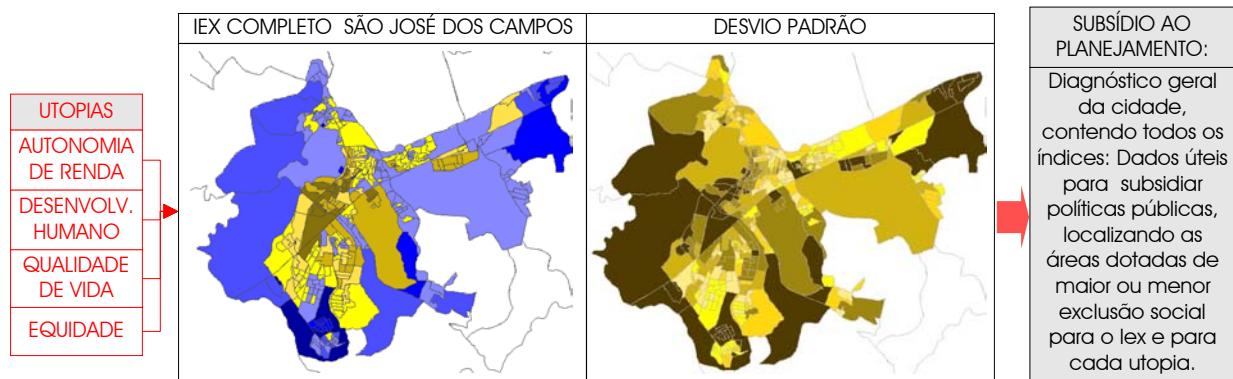 UTOPIAS
AUTONOMIA
DE RENDA
DESENVOLV.
HUMANO
QUALIDADE
DE VIDA
EQUIDADE
IEX COMPLETO SÃO JOSÉ DOS CAMPOS
DESVIO PADRÃO
SUBSÍDIO AO
PLANEJAMENTO:
Diagnóstico geral
da cidade,
contendo todos os
índices: Dados úteis
para subsidiar
políticas públicas,
localizando as
áreas dotadas de
maior ou menor
exclusão social
para o Iex e para
cada utopia.